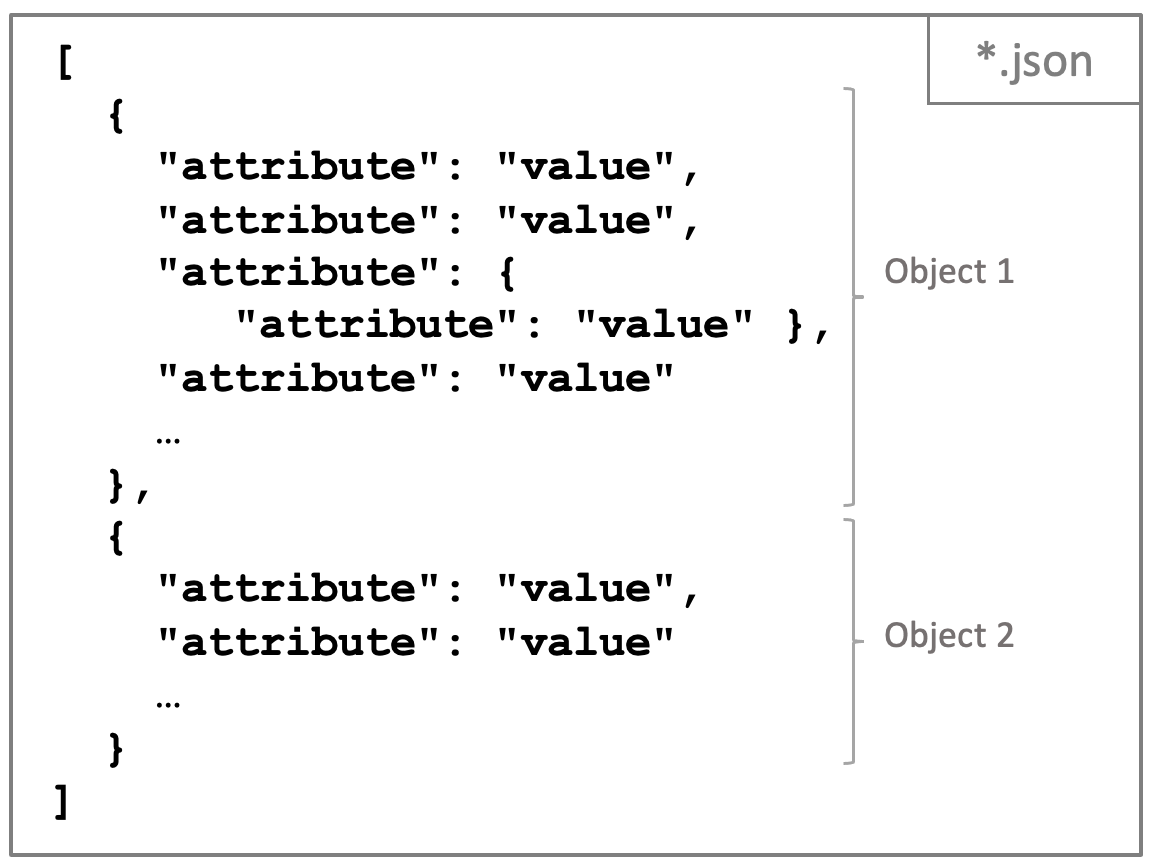 *.json
[
{
"attribute": "value",
"attribute": "value",
"attribute": {
"attribute": "value" },
"attribute": "value"
…
},
Object 1
{
"attribute": "value",
"attribute": "value"
…
}
Object 2
]